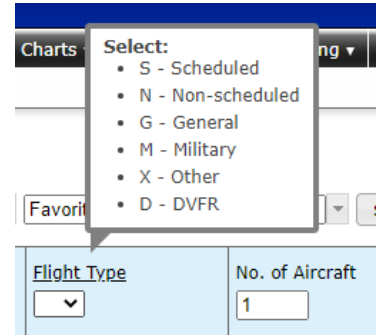 Charts
ng ▾
Select:
• S - Scheduled
• N - Non-scheduled
• G - General
• M - Military
• X - Other
• D - DVFR
Favorit
Flight Type
No. of Aircraft
1